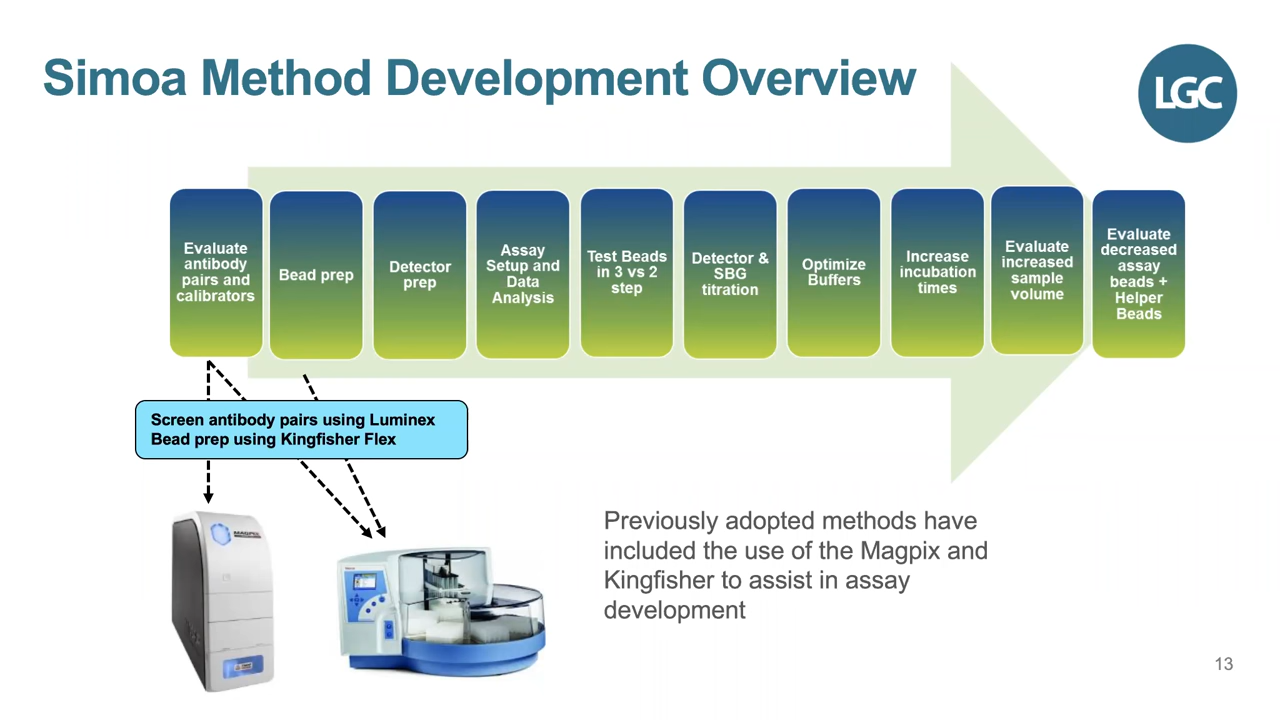 Simoa Method Development Overview
LGC
Evaluate
antibody
pairs and
calibrators
Bead prep
Detector
prep
Assay
Setup and
Data
Analysis
Test Beads
in 3 vs 2
step
Detector &
SBG
titration
Optimize
Buffers
Increase
incubation
times
Evaluate
increased
sample
volume
Evaluate
decreased
assay
beads +
Helper
Beads
Screen antibody pairs using Luminex
Bead prep using Kingfisher Flex
MAGPIX
Previously adopted methods have
included the use of the Magpix and
Kingfisher to assist in assay
development
13